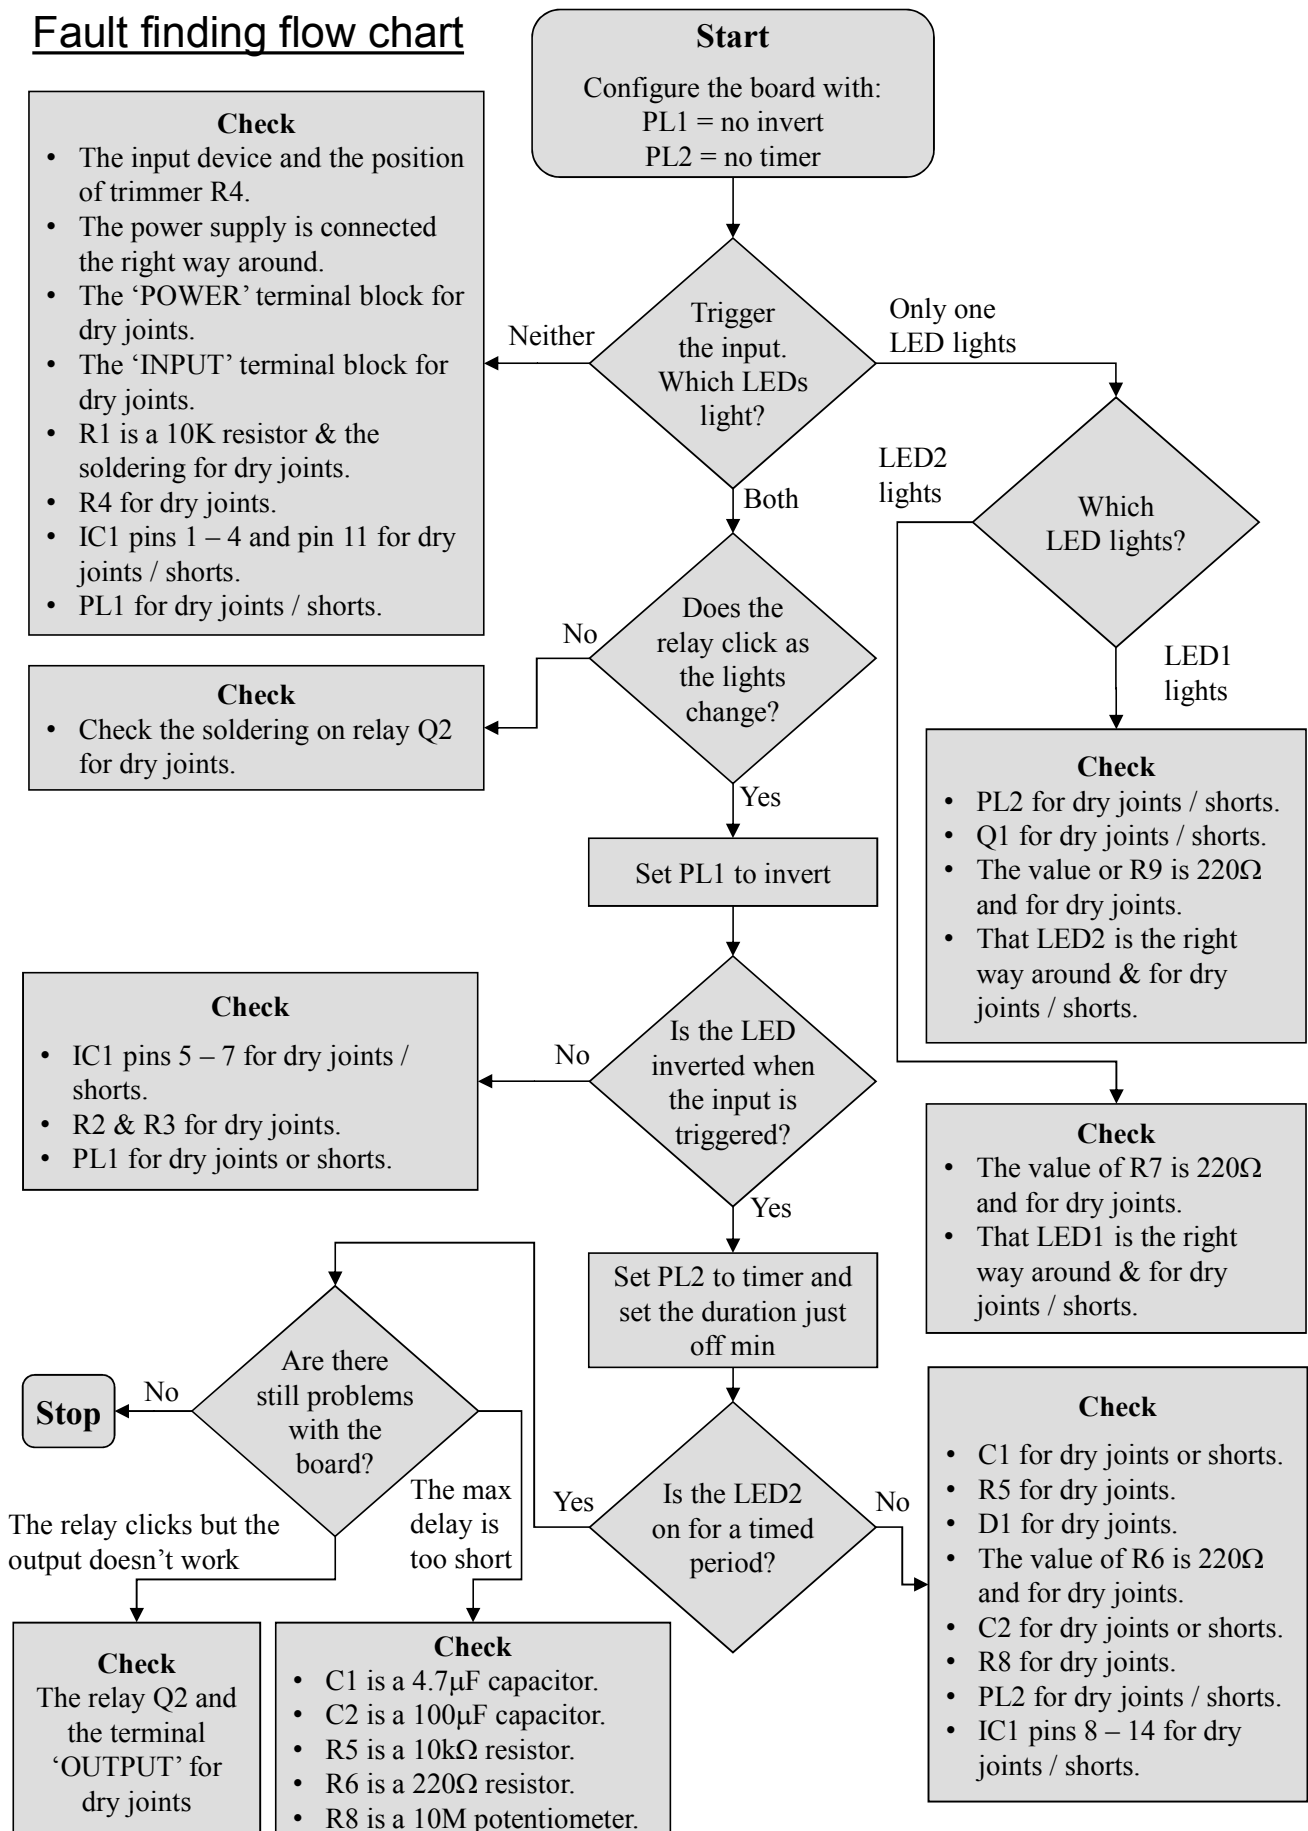 Fault finding flow chart
Start
Configure the board with:
PL1 = no invert
PL2 = no timer
Check
• The input device and the position
of trimmer R4.
• The power supply is connected
the right way around.
• The ‘POWER’ terminal block for
dry joints.
• The ‘INPUT’ terminal block for
dry joints.
• R1 is a 10K resistor & the
soldering for dry joints.
• R4 for dry joints.
• IC1 pins 1 – 4 and pin 11 for dry
joints / shorts.
• PL1 for dry joints / shorts.
Neither
Trigger
the input.
Which LEDs
light?
Only one
LED lights
Both
LED2
lights
Which
LED lights?
LED1
lights
Does the
relay click as
the lights
change?
No
Check
• Check the soldering on relay Q2
for dry joints.
Yes
Check
• PL2 for dry joints / shorts.
• Q1 for dry joints / shorts.
• The value or R9 is 220Ω
and for dry joints.
• That LED2 is the right
way around & for dry
joints / shorts.
Set PL1 to invert
Is the LED
inverted when
the input is
triggered?
No
Check
• IC1 pins 5 – 7 for dry joints /
shorts.
• R2 & R3 for dry joints.
• PL1 for dry joints or shorts.
Yes
Check
• The value of R7 is 220Ω
and for dry joints.
• That LED1 is the right
way around & for dry
joints / shorts.
Set PL2 to timer and
set the duration just
off min
Is the LED2
on for a timed
period?
Yes
No
Are there
still problems
with the
board?
No
Stop
The relay clicks but the
output doesn’t work
The max
delay is
too short
Check
The relay Q2 and
the terminal
‘OUTPUT’ for
dry joints
Check
• C1 is a 4.7μF capacitor.
• C2 is a 100μF capacitor.
• R5 is a 10kΩ resistor.
• R6 is a 220Ω resistor.
• R8 is a 10M potentiometer.
Check
• C1 for dry joints or shorts.
• R5 for dry joints.
• D1 for dry joints.
• The value of R6 is 220Ω
and for dry joints.
• C2 for dry joints or shorts.
• R8 for dry joints.
• PL2 for dry joints / shorts.
• IC1 pins 8 – 14 for dry
joints / shorts.